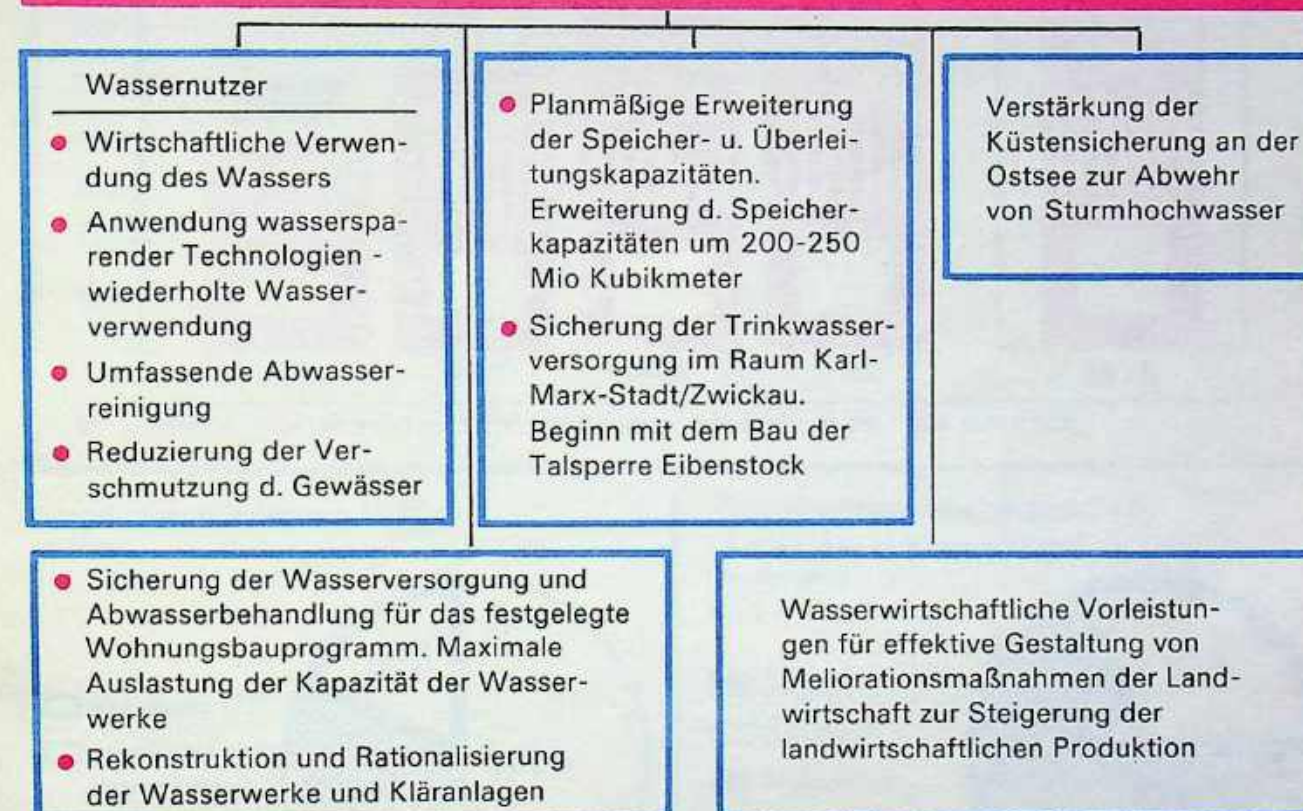 Wassernutzer
Wirtschaftliche Verwen-
dung des Wassers
Anwendung wasserspa-
render Technologien -
wiederholte Wasser-
verwendung
Umfassende Abwasser-
reinigung
Reduzierung der Ver-
schmutzung d. Gewässer
Planmäßige Erweiterung
der Speicher- u. Überlei-
tungskapazitäten.
Erweiterung d. Speicher-
kapazitäten um 200-250
Mio Kubikmeter
Sicherung der Trinkwasser-
versorgung im Raum Karl-
Marx-Stadt/Zwickau.
Beginn mit dem Bau der
Talsperre Eibenstock
Verstärkung der
Küstensicherung an der
Ostsee zur Abwehr
von Sturmhochwasser
Sicherung der Wasserversorgung und
Abwasserbehandlung für das festgelegte
Wohnungsbauprogramm. Maximale
Auslastung der Kapazität der Wasser-
werke
Rekonstruktion und Rationalisierung
der Wasserwerke und Kläranlagen
Wasserwirtschaftliche Vorleistun-
gen für effektive Gestaltung von
Meliorationsmaßnahmen der Land-
wirtschaft zur Steigerung der
landwirtschaftlichen Produktion